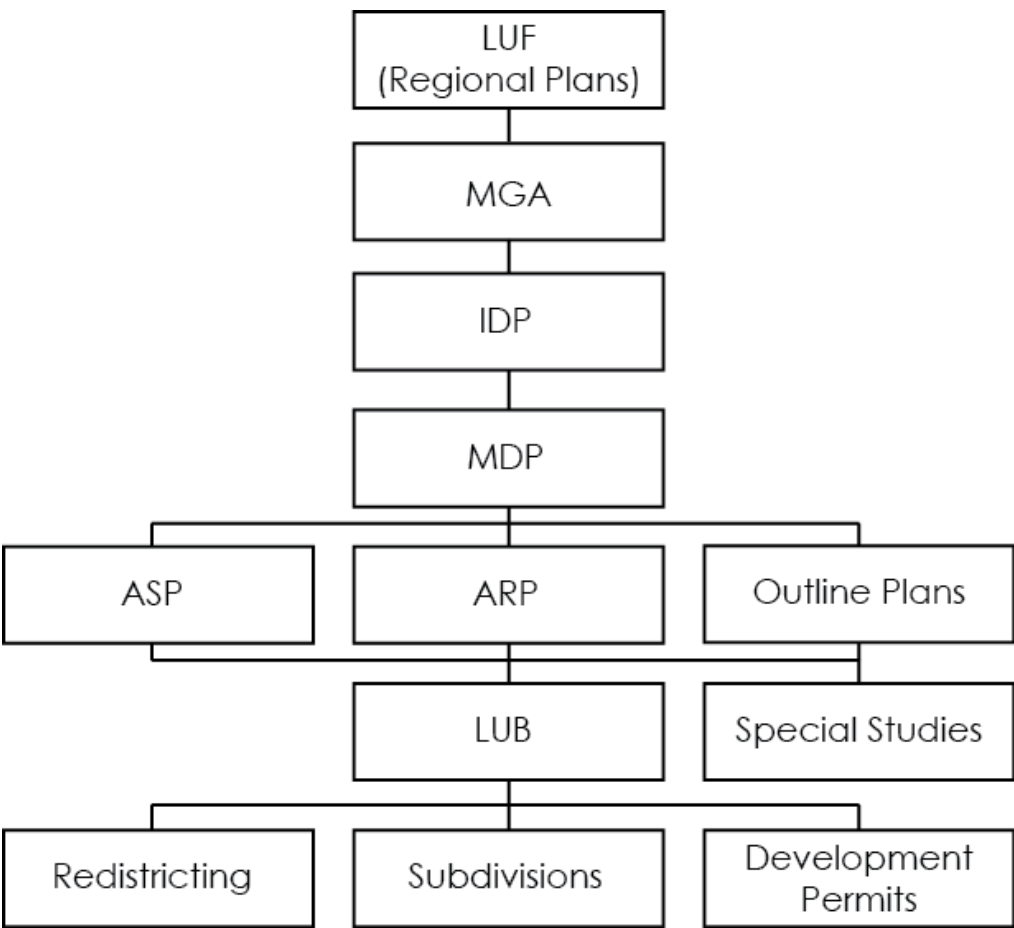 LUF
(Regional Plans)
MGA
IDP
MDP
ASP
ARP
Outline Plans
LUB
Special Studies
Redistricting
Subdivisions
Development
Permits